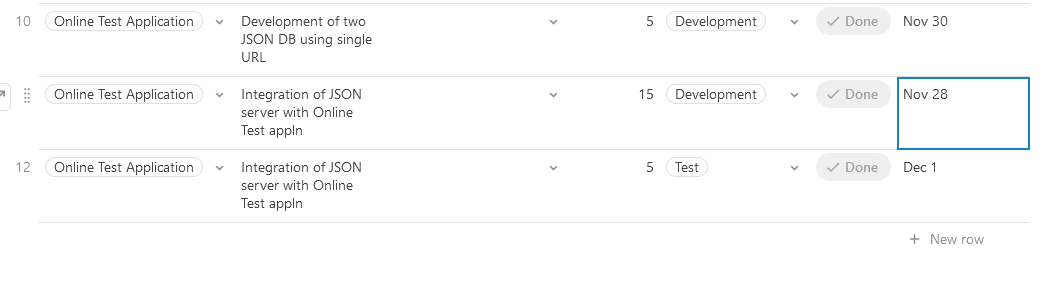 10 Online Test Application Development of two 5 Development Done Nov 30
JSON DB using single
URL
Online Test Application Integration of JSON 15 Development Done Nov 28
server with Online
Test appln
12 Online Test Application Integration of JSON 5 Test Done Dec 1
server with Online
Test appln
+ New row